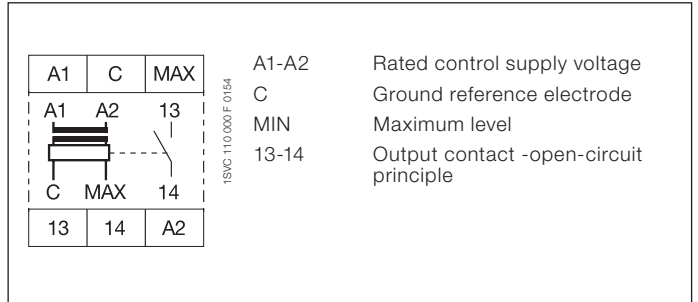 A1 C MAX
A1 A2 13
C MAX 14
13 14 A2
1SVC 110 000 F 0154
A1-A2 Rated control supply voltage
C Ground reference electrode
MIN Maximum level
13-14 Output contact -open-circuit
principle